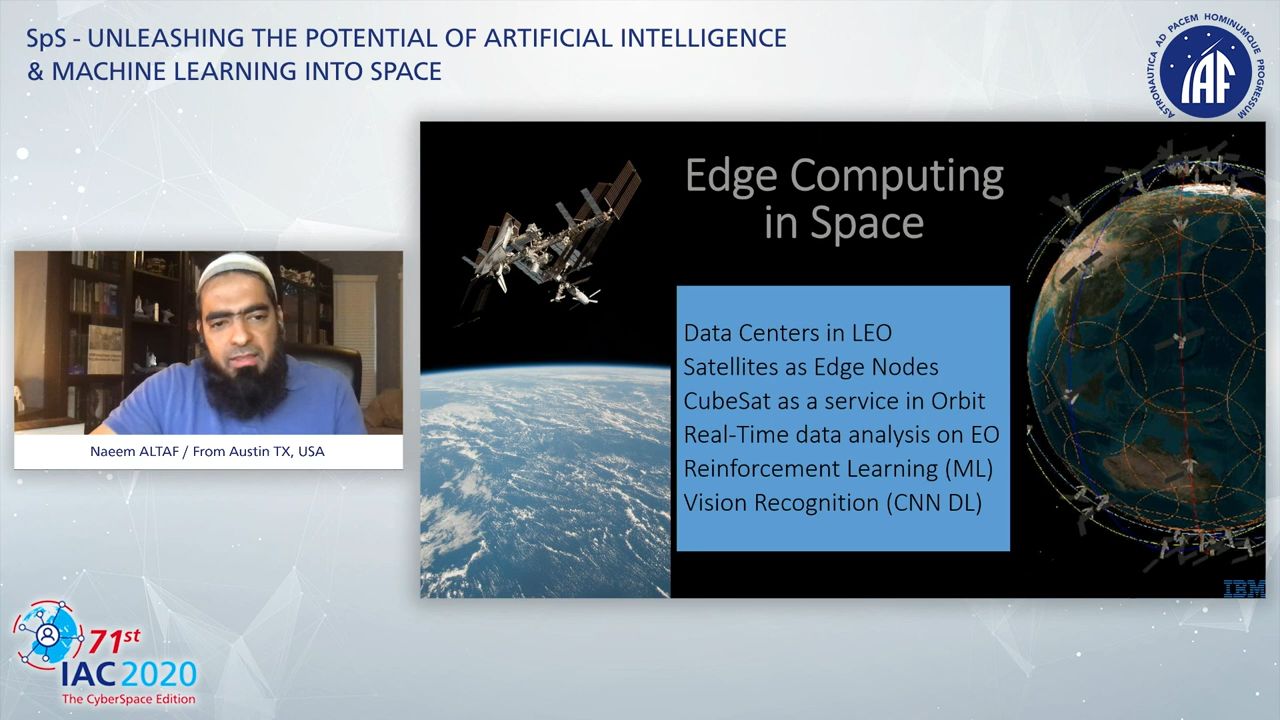 SpS - UNLEASHING THE POTENTIAL OF ARTIFICIAL INTELLIGENCE
& MACHINE LEARNING INTO SPACE
ASTRONAUTICA AD PACEM HOMINUMQUE PROGRESSUM
IAF
Edge Computing
in Space
Data Centers in LEO
Satellites as Edge Nodes
CubeSat as a service in Orbit
Real-Time data analysis on EO
Reinforcement Learning (ML)
Vision Recognition (CNN DL)
IBM
Naeem ALTAF / From Austin TX, USA
71st
IAC 2020
The CyberSpace Edition